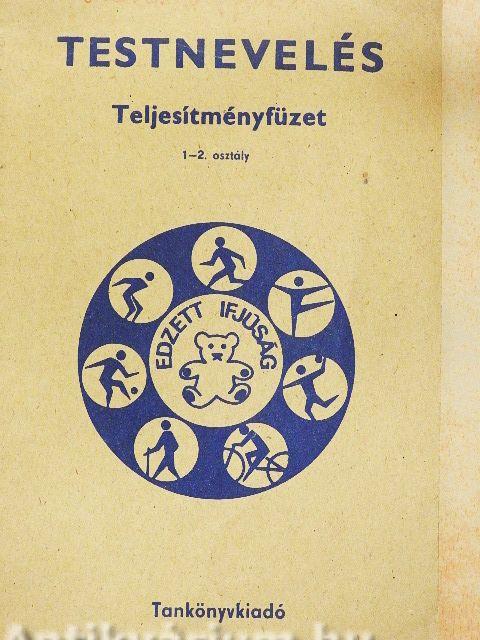 TESTNEVELÉS
Teljesítményfüzet
1–2. osztály
EDZETT IFJÚSÁG
Tankönyvkiadó